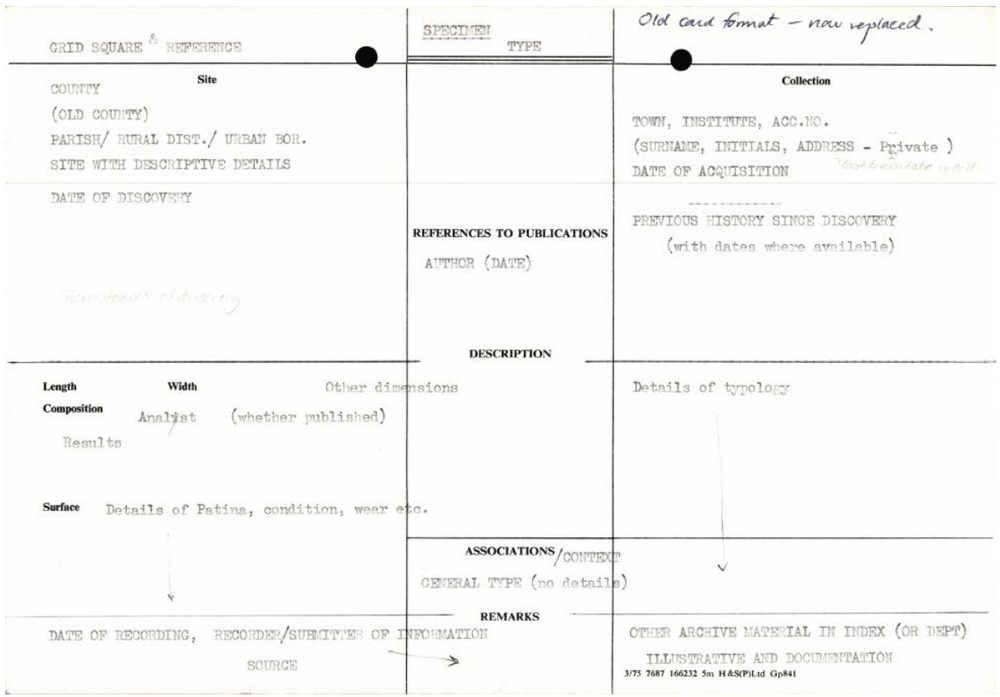 Old card format - now replaced.
GRID SQUARE & REFERENCE
SPECIMEN
TYPE
Site
COUNTY
(OLD COUNTY)
PARISH/ RURAL DIST./ URBAN BOR.
SITE WITH DESCRIPTIVE DETAILS
DATE OF DISCOVERY
of discovery
REFERENCES TO PUBLICATIONS
AUTHOR (DATE)
Collection
TOWN, INSTITUTE, ACC.NO.
(SURNAME, INITIALS, ADDRESS - Private )
DATE OF ACQUISITION
PREVIOUS HISTORY SINCE DISCOVERY
(with dates where available)
DESCRIPTION
Length Width Other dimensions
Composition Analyst (whether published)
Results
Surface Details of Patina, condition, wear etc.
Details of typology
ASSOCIATIONS /CONTEXT
GENERAL TYPE (no details)
REMARKS
DATE OF RECORDING, RECORDER/SUBMITTEE OF INFORMATION
SOURCE
OTHER ARCHIVE MATERIAL IN INDEX (OR DEPT)
ILLUSTRATIVE AND DOCUMENTATION
3/75 7687 166232 5m H&S(P)Ltd Gp841